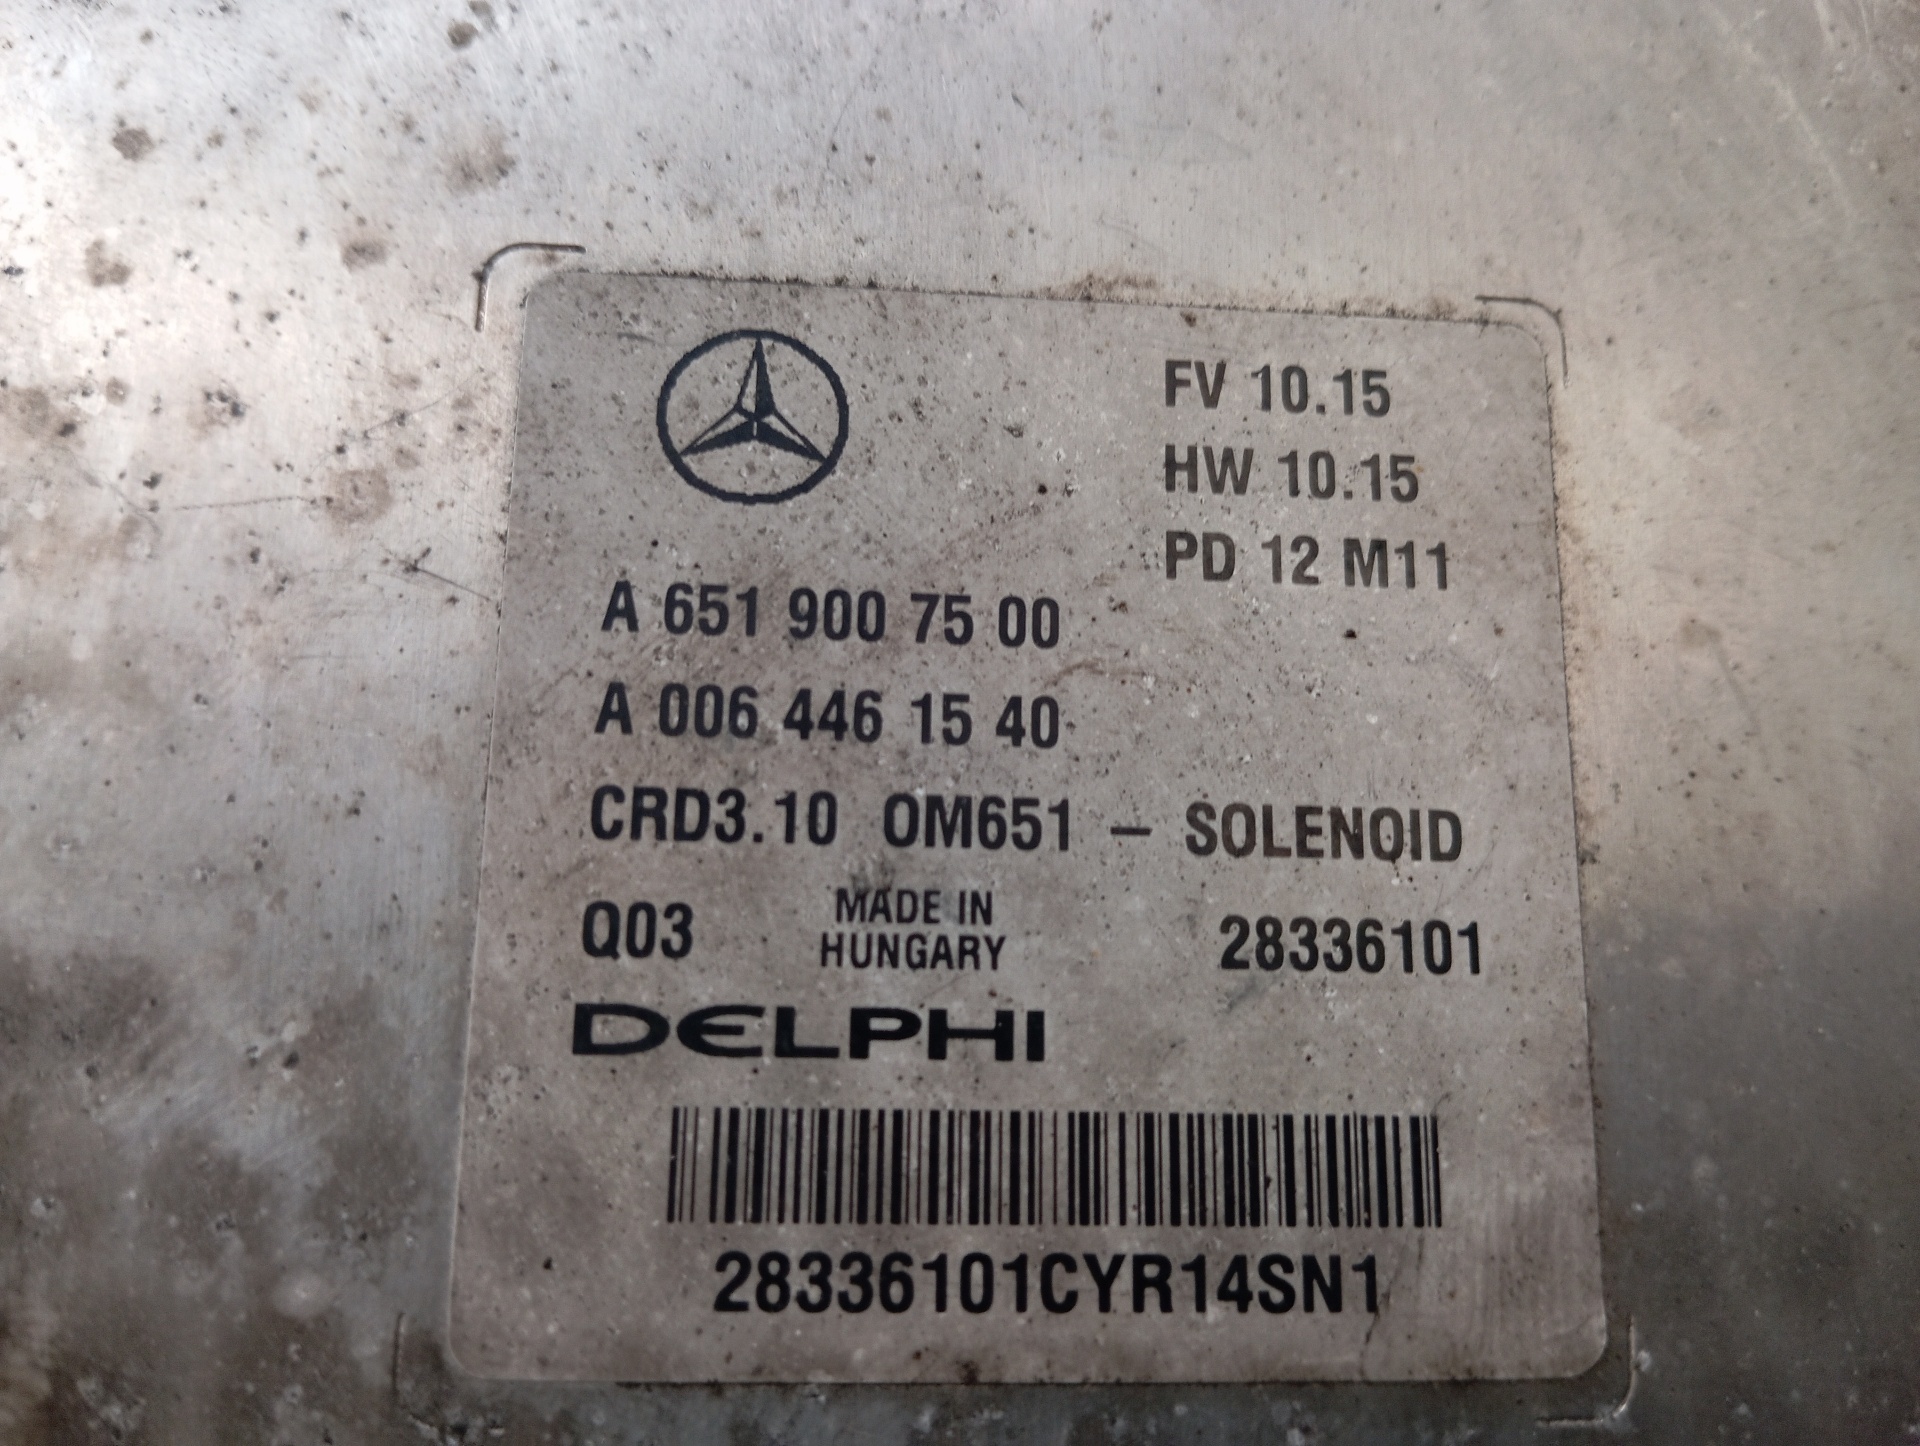 FV 10.15
HW 10.15
PD 12 M11
A 651 900 75 00
A 006 446 15 40
CRD3.10 OM651 – SOLENOID
Q03 MADE IN HUNGARY 28336101
DELPHI
28336101CYR14SN1